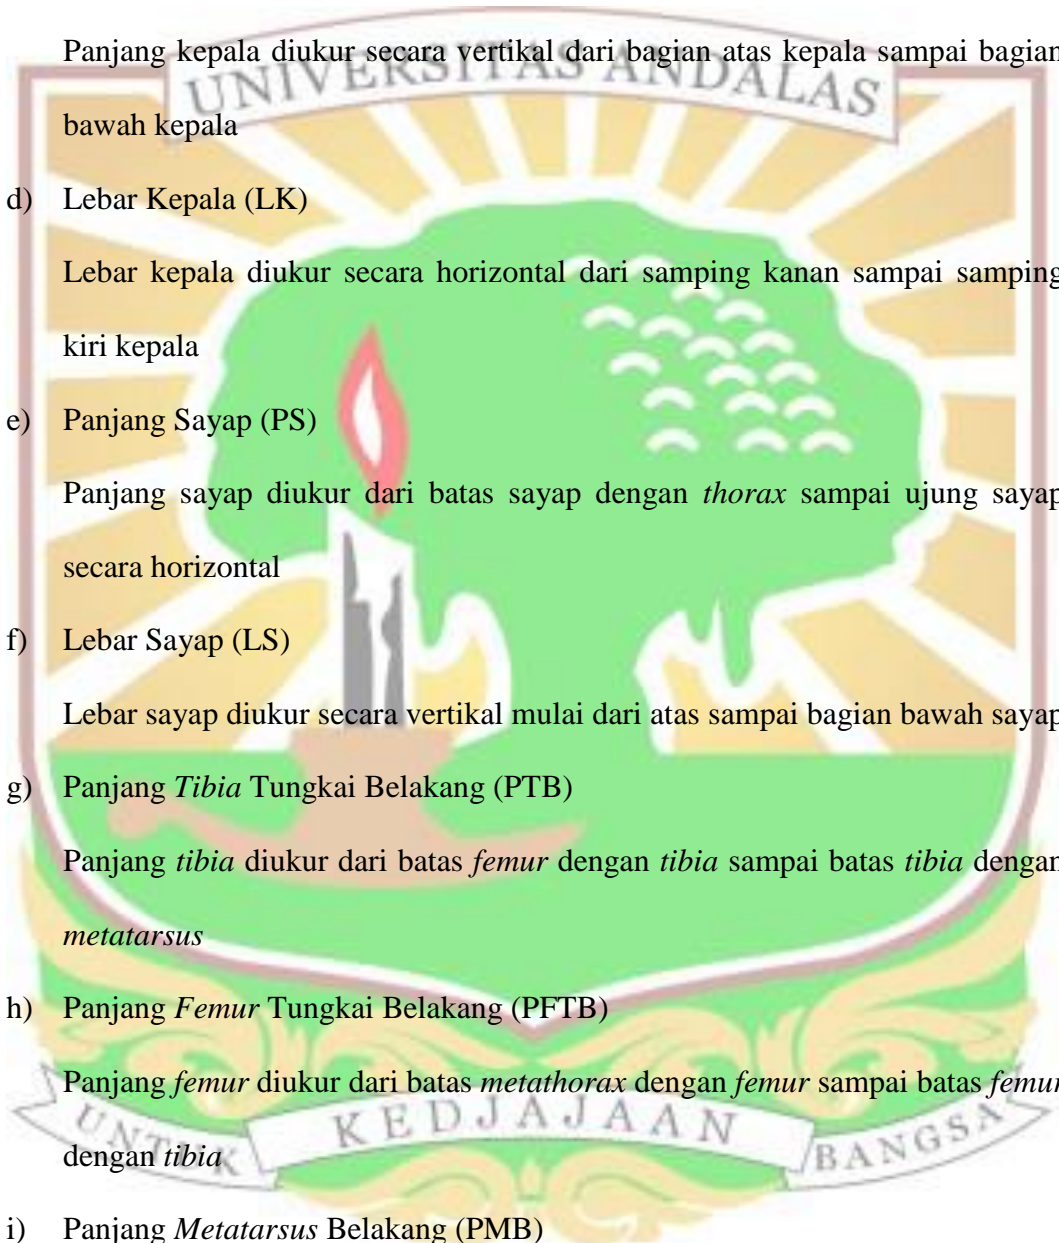 Panjang kepala diukur secara vertikal dari bagian atas kepala sampai bagian
UNIVERSITAS ANDALAS
bawah kepala
d) Lebar Kepala (LK)
Lebar kepala diukur secara horizontal dari samping kanan sampai samping
kiri kepala
e) Panjang Sayap (PS)
Panjang sayap diukur dari batas sayap dengan thorax sampai ujung sayap
secara horizontal
f) Lebar Sayap (LS)
Lebar sayap diukur secara vertikal mulai dari atas sampai bagian bawah sayap
g) Panjang Tibia Tungkai Belakang (PTB)
Panjang tibia diukur dari batas femur dengan tibia sampai batas tibia dengan
metatarsus
h) Panjang Femur Tungkai Belakang (PFTB)
Panjang femur diukur dari batas metathorax dengan femur sampai batas femur
UNTUK KEDJAJAAN BANGSA
dengan tibia
i) Panjang Metatarsus Belakang (PMB)